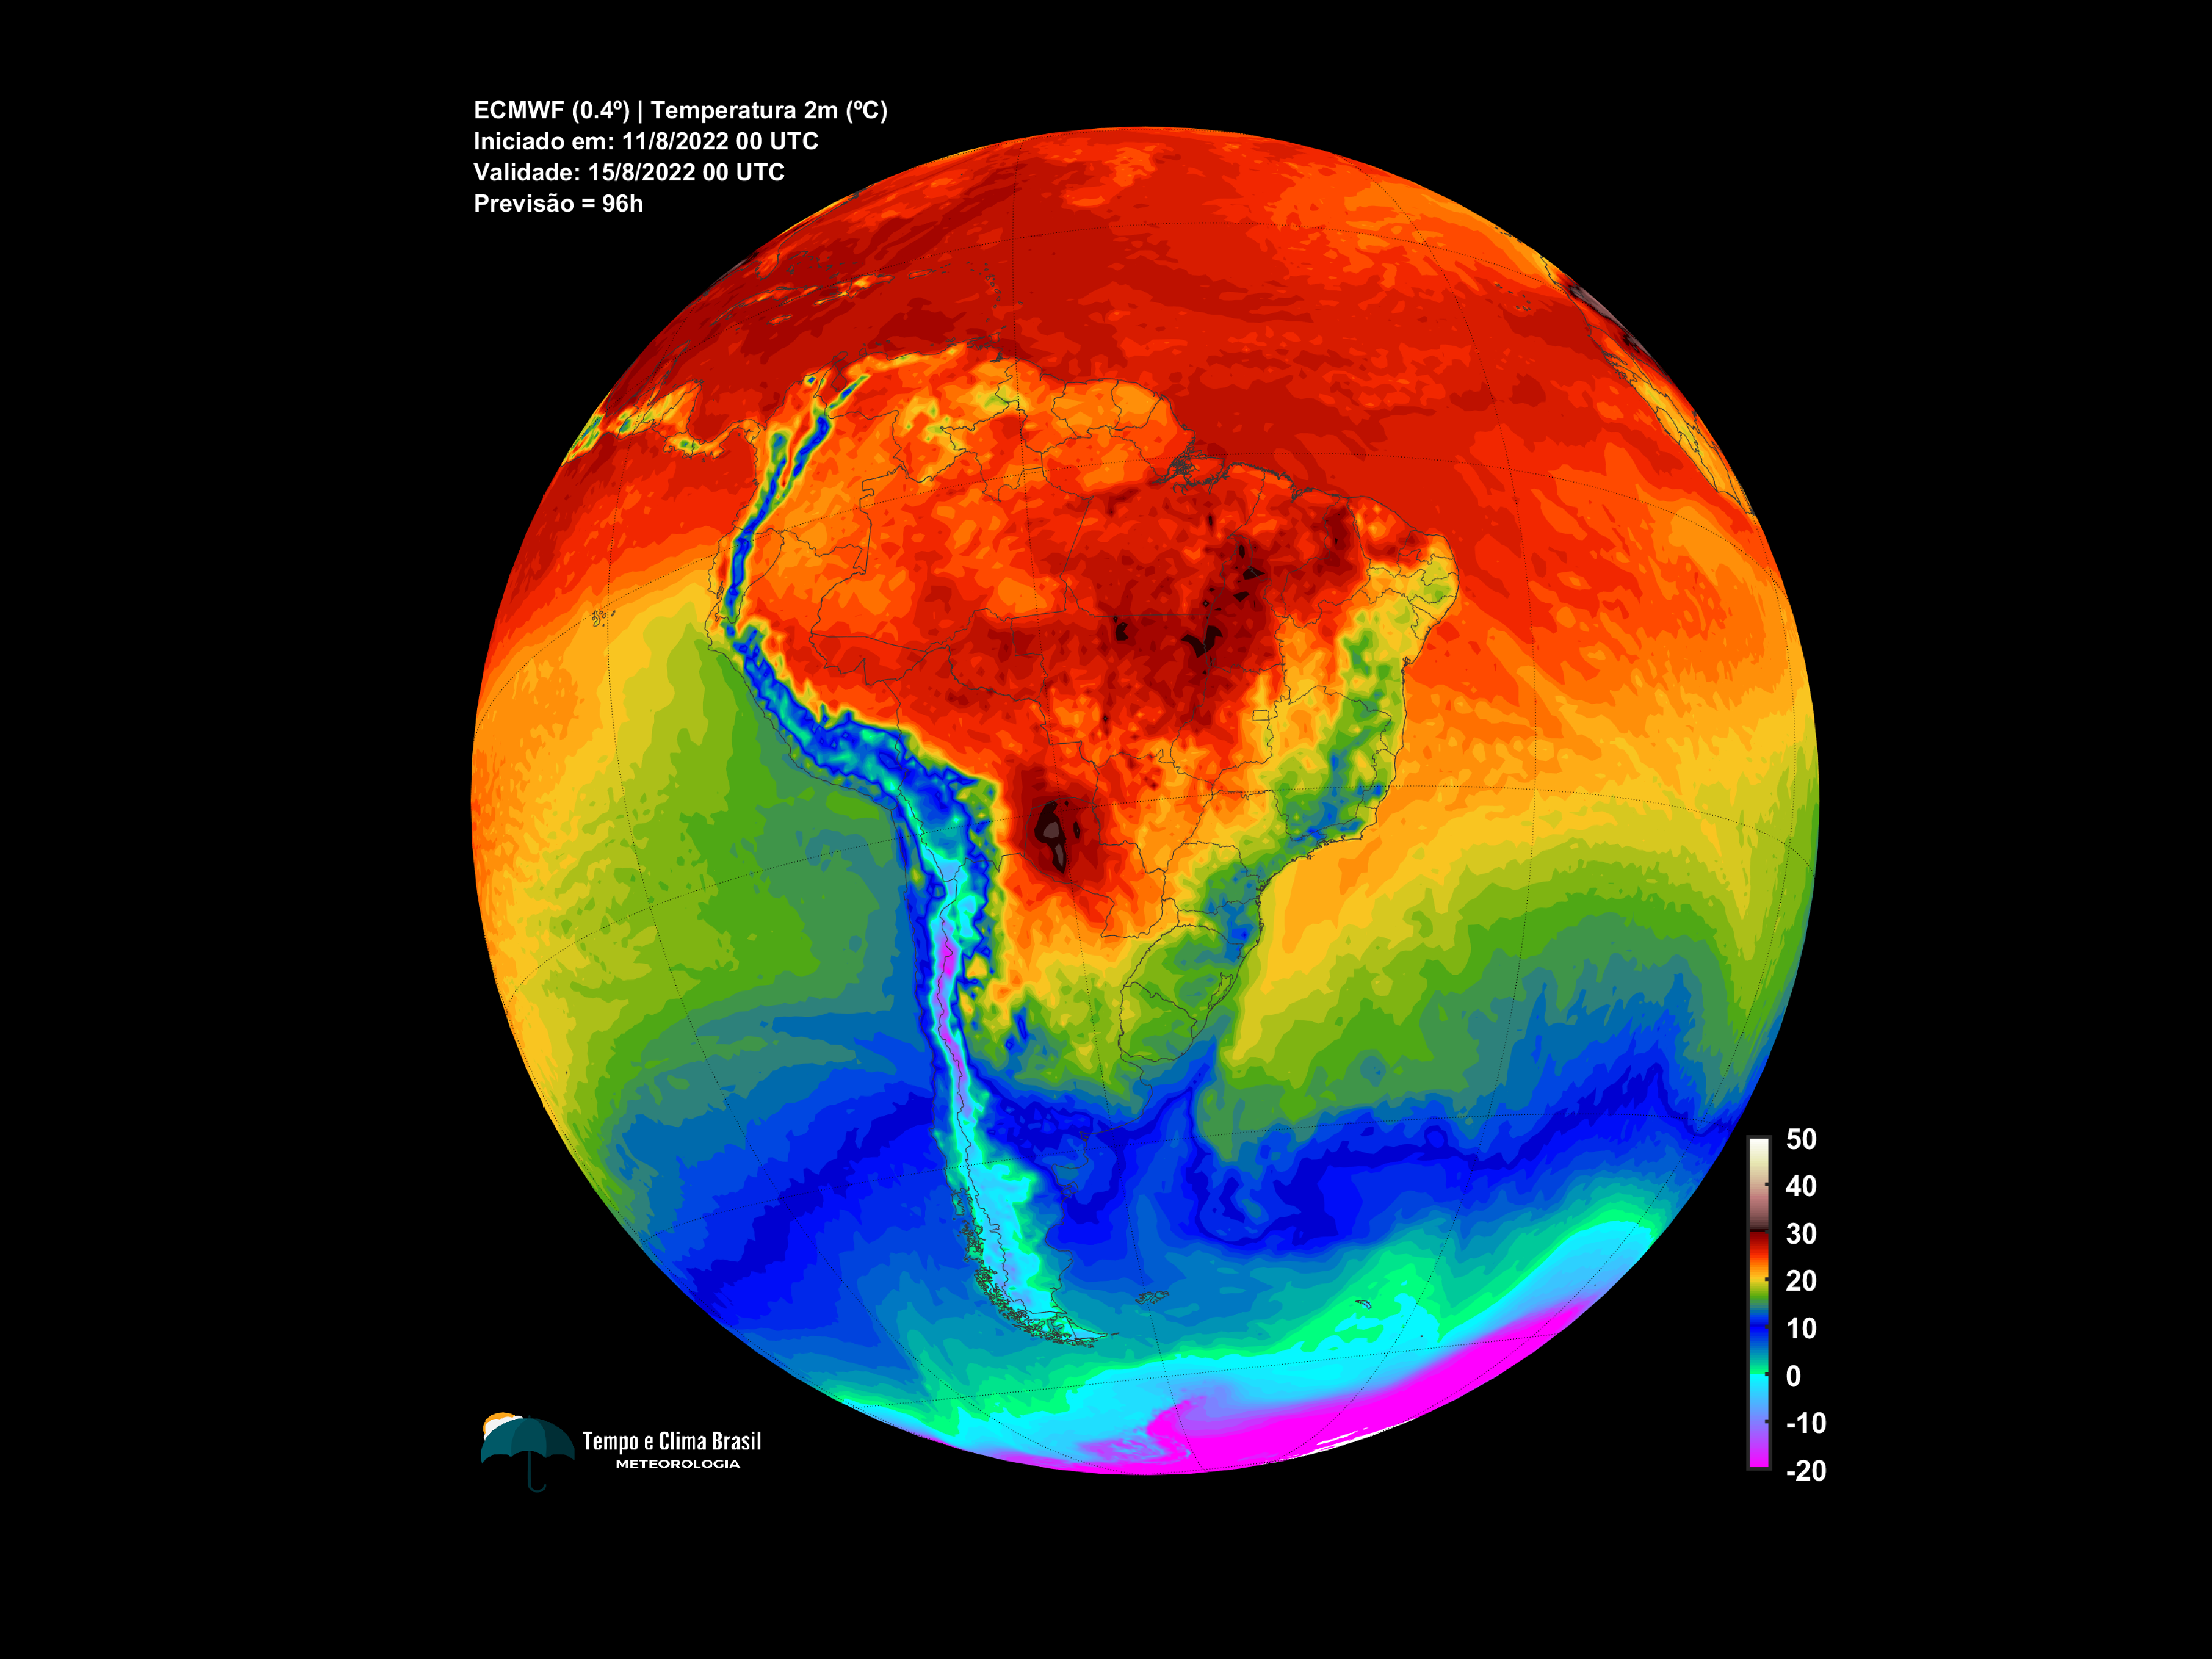 ECMWF (0.4º) | Temperatura 2m (ºC)
Iniciado em: 11/8/2022 00 UTC
Validade: 15/8/2022 00 UTC
Previsão = 96h
50
40
30
20
10
0
-10
-20
Tempo e Clima Brasil
METEOROLOGIA